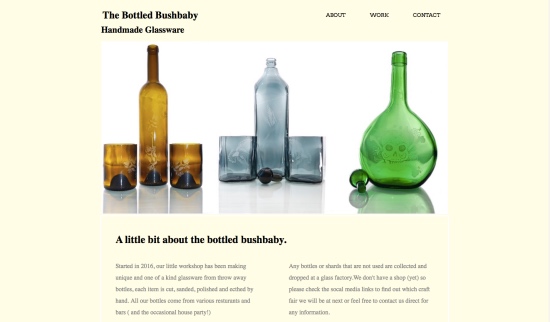 The Bottled Bushbaby
ABOUT
WORK
CONTACT
Handmade Glassware
A little bit about the bottled bushbaby.
Started in 2016, our little workshop has been making
unique and one of a kind glassware from throw away
bottles, each item is cut, sanded, polished and ecthed by
hand. All our bottles come from various resturants and
bars ( and the occasional house party!)
Any bottles or shards that are not used are collected and
dropped at a glass recycling center.We don't have a shop (yet) so
please check the socal media links to find out which craft
fair we will be at next or feel free to contact us direct for
any information.